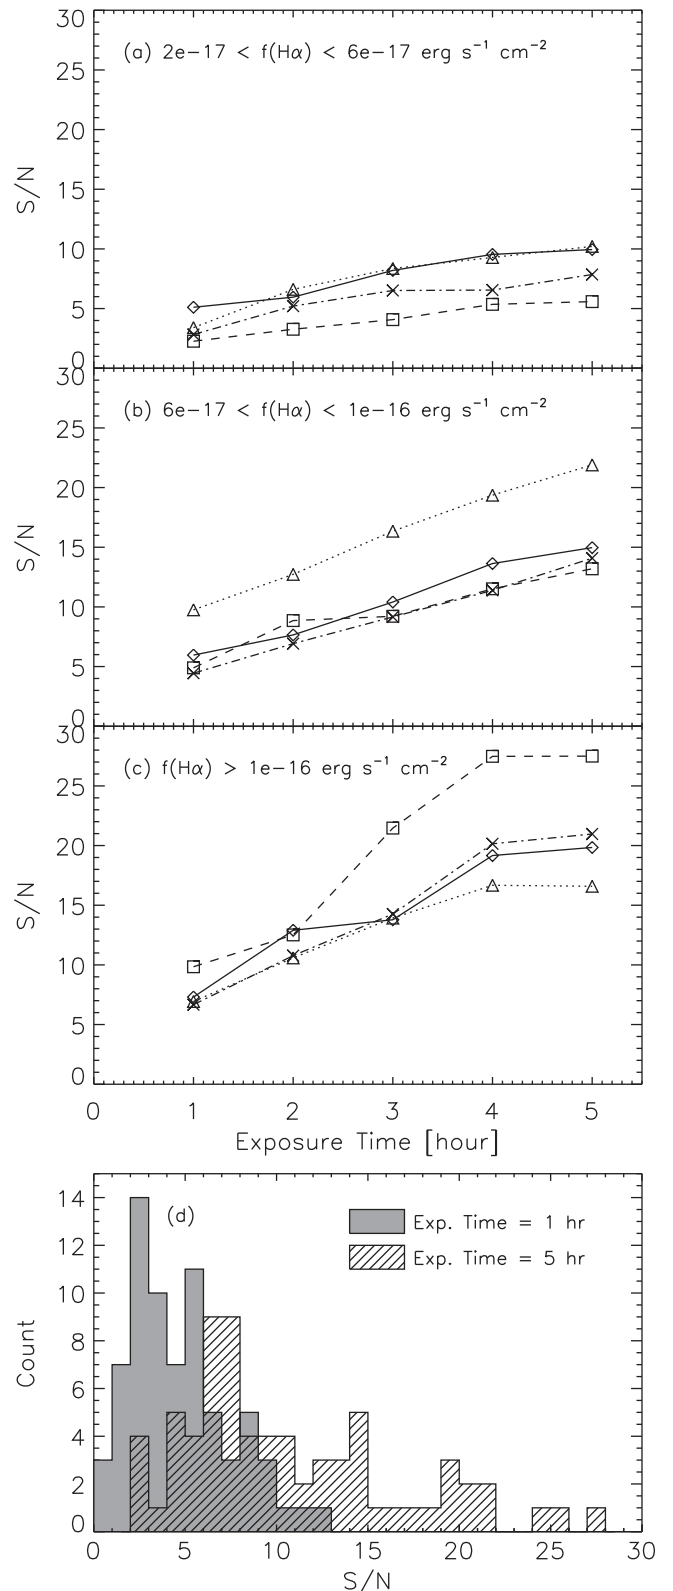 30
(a) 2e−17 < f(Hα) < 6e−17 erg s⁻¹ cm⁻²
25
20
S/N
15
10
5
0
30
(b) 6e−17 < f(Hα) < 1e−16 erg s⁻¹ cm⁻²
25
20
S/N
15
10
5
0
30
(c) f(Hα) > 1e−16 erg s⁻¹ cm⁻²
25
20
S/N
15
10
5
0
0 1 2 3 4 5
Exposure Time [hour]
14
(d)
Exp. Time = 1 hr
12
Exp. Time = 5 hr
10
8
Count
6
4
2
0
0 5 10 15 20 25 30
S/N